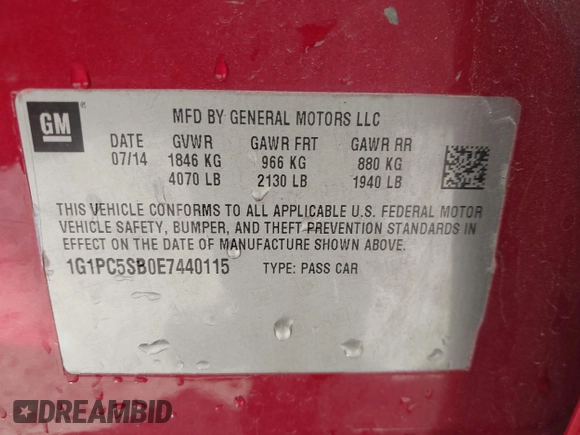 GM ®
MFD BY GENERAL MOTORS LLC
DATE GVWR GAWR FRT GAWR RR
07/14 1846 KG 966 KG 880 KG
4070 LB 2130 LB 1940 LB
THIS VEHICLE CONFORMS TO ALL APPLICABLE U.S. FEDERAL MOTOR
VEHICLE SAFETY, BUMPER, AND THEFT PREVENTION STANDARDS IN
EFFECT ON THE DATE OF MANUFACTURE SHOWN ABOVE.
1G1PC5SB0E7440115 TYPE: PASS CAR
DREAMBID